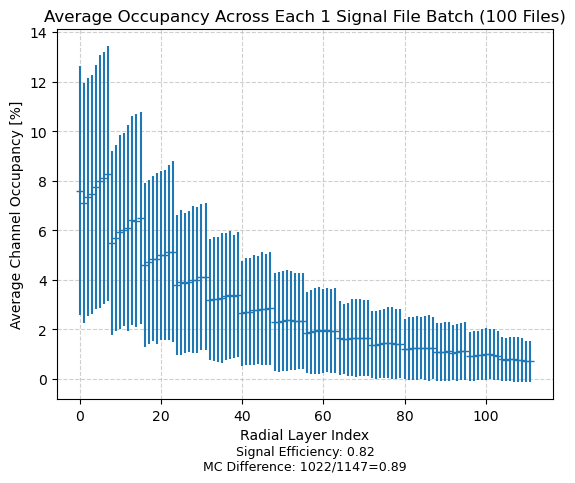 Average Occupancy Across Each 1 Signal File Batch (100 Files)
14
12
10
8
6
4
2
0
Average Channel Occupancy [%]
0 20 40 60 80 100
Radial Layer Index
Signal Efficiency: 0.82
MC Difference: 1022/1147=0.89